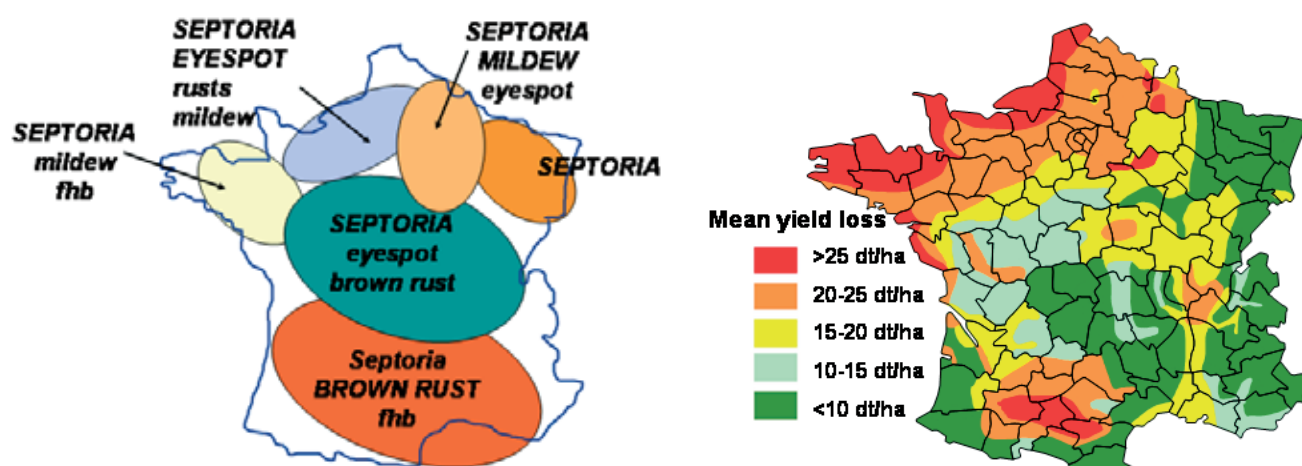 SEPTORIA
EYESPOT
rusts
mildew
SEPTORIA
MILDEW
eyespot
SEPTORIA
mildew
fhb
SEPTORIA
SEPTORIA
eyespot
brown rust
Septoria
BROWN RUST
fhb
Mean yield loss
>25 dt/ha
20-25 dt/ha
15-20 dt/ha
10-15 dt/ha
<10 dt/ha